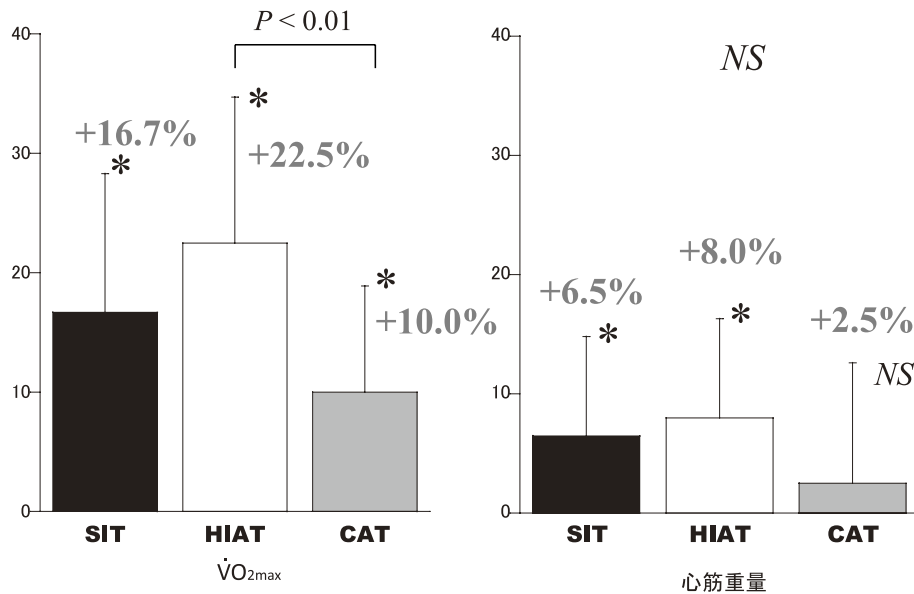 P < 0.01
40
30
20
10
0
+16.7%
*
*
+22.5%
*
+10.0%
SIT
HIAT
CAT
V̇O2max
NS
40
30
20
10
0
+6.5%
*
+8.0%
*
+2.5%
NS
SIT
HIAT
CAT
心筋重量